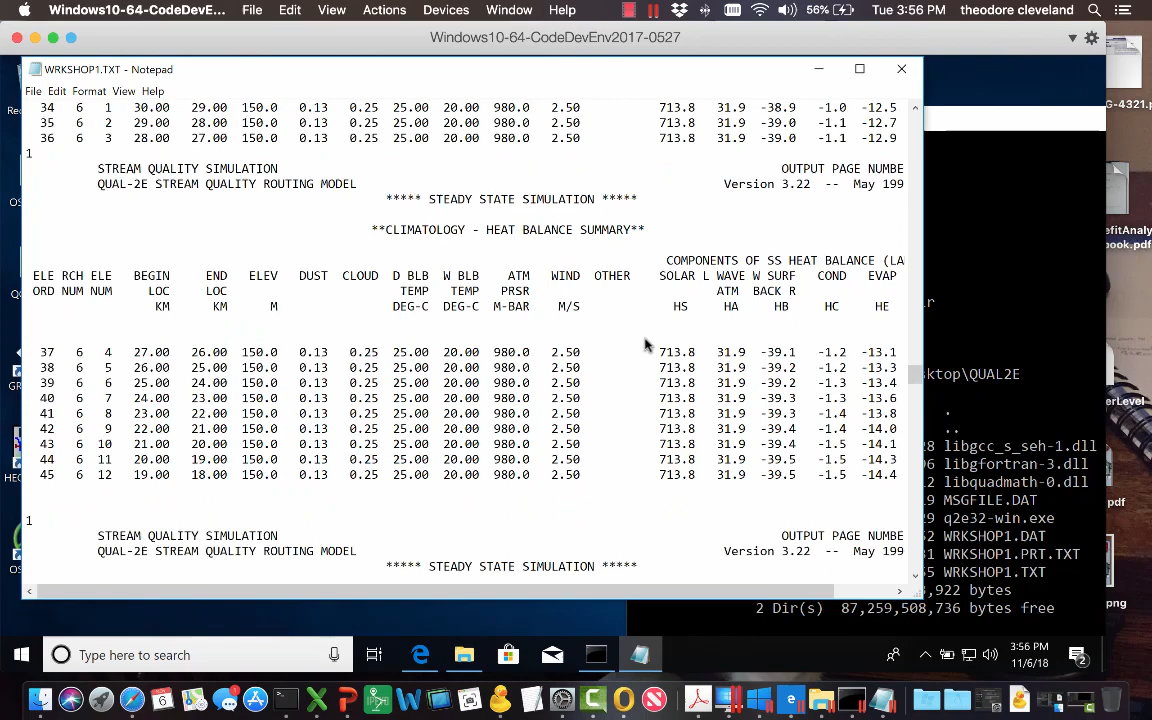 Windows10-64-CodeDevE... File Edit View Actions Devices Window Help 56% Tue 3:56 PM theodore cleveland
Windows10-64-CodeDevEnv2017-0527
WRKSHOP1.TXT - Notepad
File Edit Format View Help
34 6 1 30.00 29.00 150.0 0.13 0.25 25.00 20.00 980.0 2.50 713.8 31.9 -38.9 -1.0 -12.5
35 6 2 29.00 28.00 150.0 0.13 0.25 25.00 20.00 980.0 2.50 713.8 31.9 -39.0 -1.1 -12.7
36 6 3 28.00 27.00 150.0 0.13 0.25 25.00 20.00 980.0 2.50 713.8 31.9 -39.0 -1.1 -12.9
1
STREAM QUALITY SIMULATION OUTPUT PAGE NUMBE
QUAL-2E STREAM QUALITY ROUTING MODEL Version 3.22 -- May 199
***** STEADY STATE SIMULATION *****
**CLIMATOLOGY - HEAT BALANCE SUMMARY**
COMPONENTS OF SS HEAT BALANCE (LA
ELE RCH ELE BEGIN END ELEV DUST CLOUD D BLB W BLB ATM WIND OTHER SOLAR L WAVE W SURF COND EVAP
ORD NUM NUM LOC LOC TEMP TEMP PRSR ATM BACK R
KM KM M DEG-C DEG-C M-BAR M/S HS HA HB HC HE
37 6 4 27.00 26.00 150.0 0.13 0.25 25.00 20.00 980.0 2.50 713.8 31.9 -39.1 -1.2 -13.1
38 6 5 26.00 25.00 150.0 0.13 0.25 25.00 20.00 980.0 2.50 713.8 31.9 -39.2 -1.2 -13.3
39 6 6 25.00 24.00 150.0 0.13 0.25 25.00 20.00 980.0 2.50 713.8 31.9 -39.2 -1.3 -13.4
40 6 7 24.00 23.00 150.0 0.13 0.25 25.00 20.00 980.0 2.50 713.8 31.9 -39.3 -1.3 -13.6
41 6 8 23.00 22.00 150.0 0.13 0.25 25.00 20.00 980.0 2.50 713.8 31.9 -39.3 -1.4 -13.8
42 6 9 22.00 21.00 150.0 0.13 0.25 25.00 20.00 980.0 2.50 713.8 31.9 -39.4 -1.4 -14.0
43 6 10 21.00 20.00 150.0 0.13 0.25 25.00 20.00 980.0 2.50 713.8 31.9 -39.4 -1.5 -14.1
44 6 11 20.00 19.00 150.0 0.13 0.25 25.00 20.00 980.0 2.50 713.8 31.9 -39.5 -1.5 -14.3
45 6 12 19.00 18.00 150.0 0.13 0.25 25.00 20.00 980.0 2.50 713.8 31.9 -39.5 -1.5 -14.4
1
STREAM QUALITY SIMULATION OUTPUT PAGE NUMBE
QUAL-2E STREAM QUALITY ROUTING MODEL Version 3.22 -- May 199
***** STEADY STATE SIMULATION *****
ir
sktop\QUAL2E
.
..
28 libgcc_s_seh-1.dll
96 libgfortran-3.dll
12 libquadmath-0.dll
19 MSGFILE.DAT
29 q2e32-win.exe
52 WRKSHOP1.DAT
31 WRKSHOP1.PRT.TXT
55 WRKSHOP1.TXT
,922 bytes
2 Dir(s) 87,259,508,736 bytes free
G-4321.p
efitAnaly
book.pdf
erLevel
pdf
png
Type here to search
3:56 PM
11/6/18
2